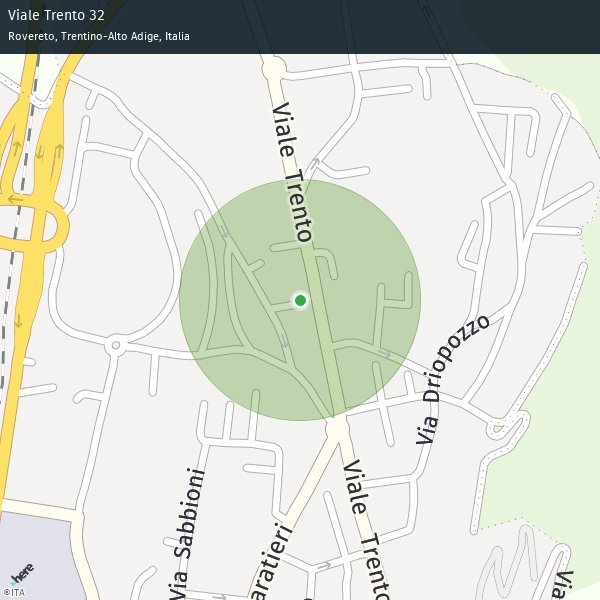 Viale Trento 32
Rovereto, Trentino-Alto Adige, Italia
Viale Trento
Via Driopozzo
Viale Trento
Via Sabbioni
aratieri
Via
here
©ITA